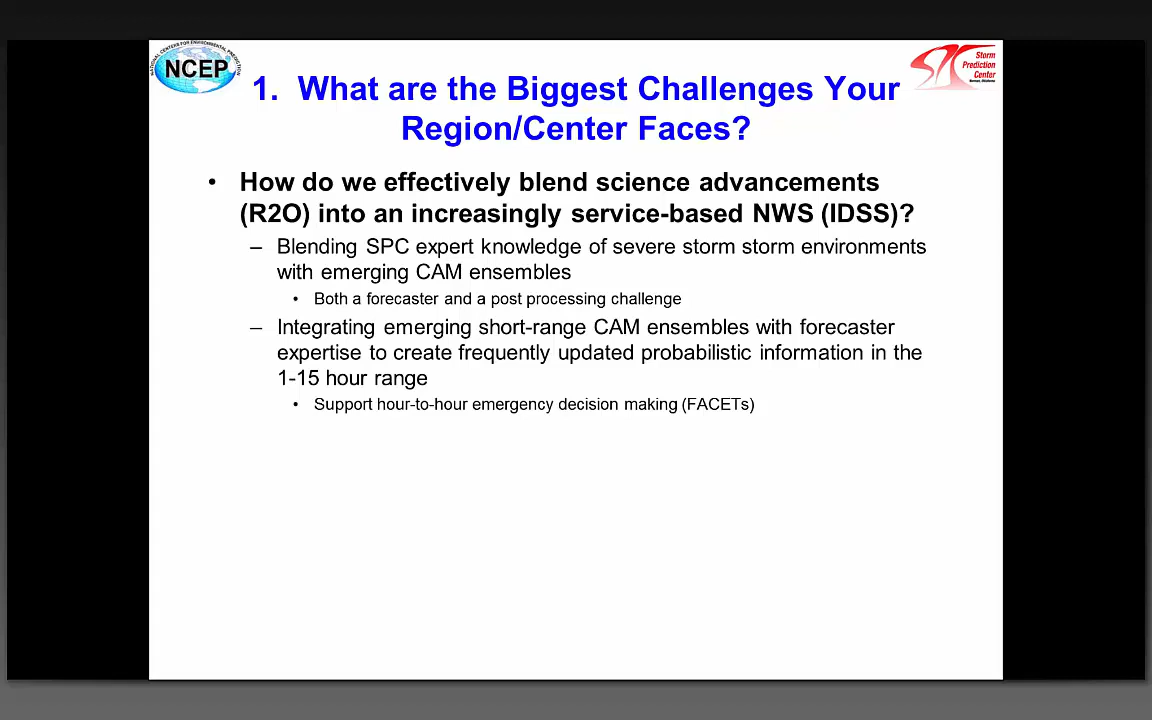 NCEP
Storm
Prediction
Center
1. What are the Biggest Challenges Your
Region/Center Faces?
• How do we effectively blend science advancements
(R2O) into an increasingly service-based NWS (IDSS)?
– Blending SPC expert knowledge of severe storm storm environments
with emerging CAM ensembles
• Both a forecaster and a post processing challenge
– Integrating emerging short-range CAM ensembles with forecaster
expertise to create frequently updated probabilistic information in the
1-15 hour range
• Support hour-to-hour emergency decision making (FACETs)